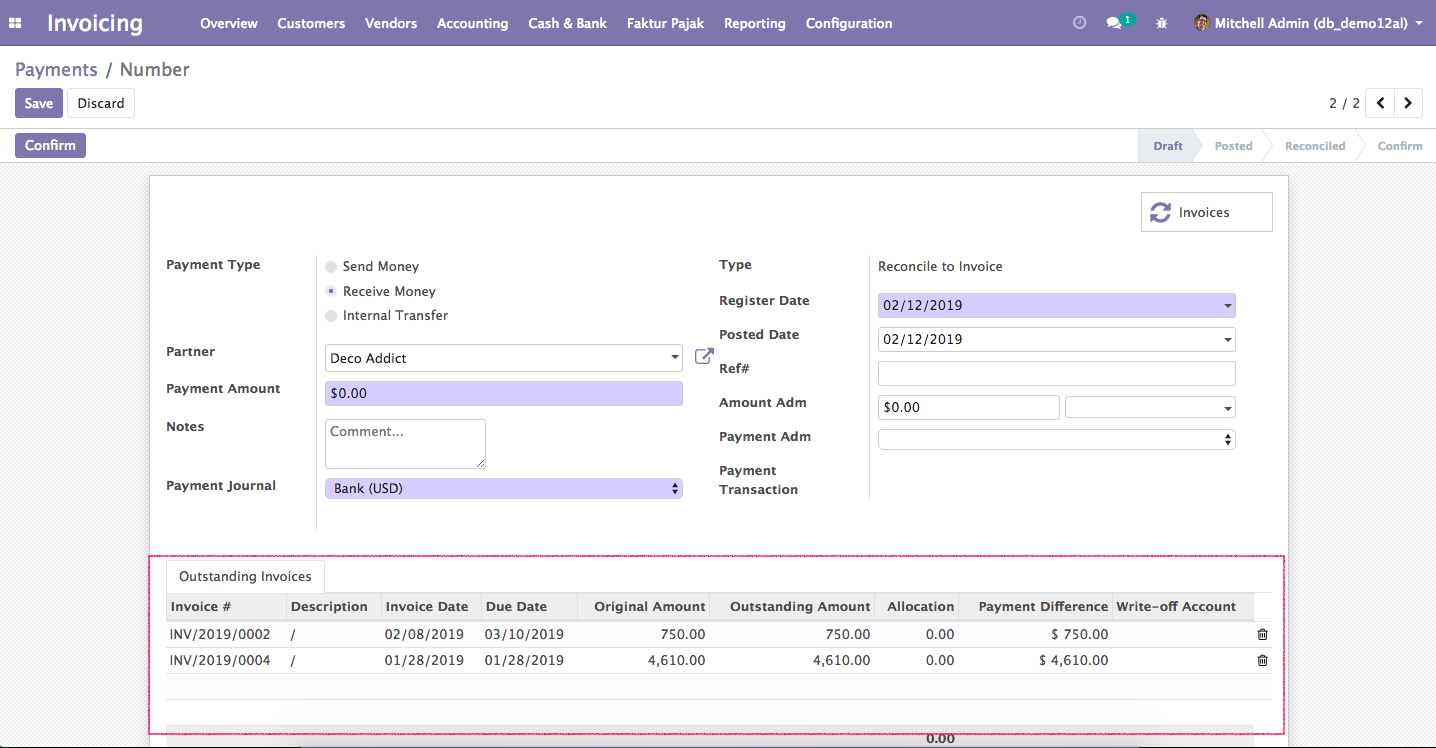 Invoicing Overview Customers Vendors Accounting Cash & Bank Faktur Pajak Reporting Configuration 1 Mitchell Admin (db_demo12al)
Payments / Number
Save Discard 2 / 2
Confirm Draft Posted Reconciled Confirm
Invoices
Payment Type
Send Money
Receive Money
Internal Transfer
Partner Deco Addict
Payment Amount $0.00
Notes Comment...
Payment Journal Bank (USD)
Type Reconcile to Invoice
Register Date 02/12/2019
Posted Date 02/12/2019
Ref#
Amount Adm $0.00
Payment Adm
Payment
Transaction
Outstanding Invoices
Invoice # Description Invoice Date Due Date Original Amount Outstanding Amount Allocation Payment Difference Write-off Account
INV/2019/0002 / 02/08/2019 03/10/2019 750.00 750.00 0.00 $ 750.00
INV/2019/0004 / 01/28/2019 01/28/2019 4,610.00 4,610.00 0.00 $ 4,610.00
0.00